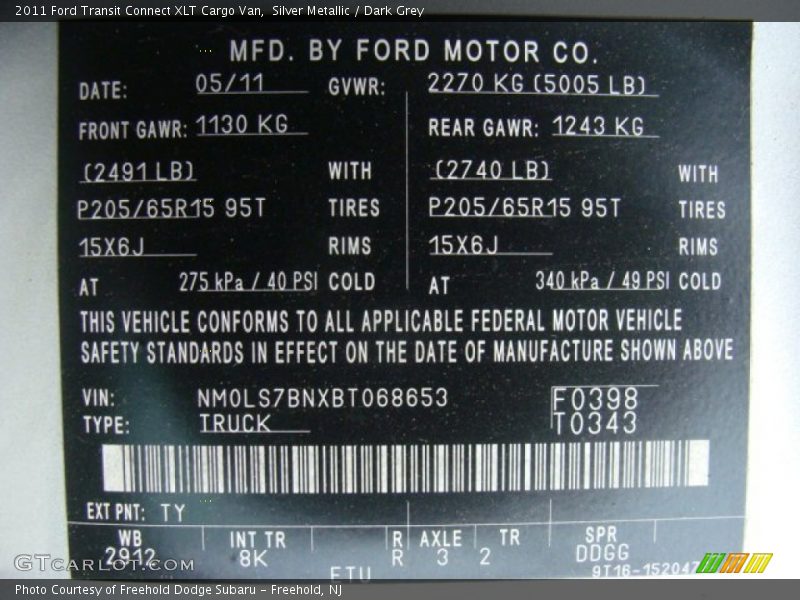 2011 Ford Transit Connect XLT Cargo Van,  Silver Metallic / Dark Grey
MFD. BY FORD MOTOR CO.
DATE: 05/11 GVWR: 2270 KG (5005 LB)
FRONT GAWR: 1130 KG REAR GAWR: 1243 KG
(2491 LB) WITH (2740 LB) WITH
P205/65R15 95T TIRES P205/65R15 95T TIRES
15X6J RIMS 15X6J RIMS
AT 275 kPa / 40 PSI COLD AT 340 kPa / 49 PSI COLD
THIS VEHICLE CONFORMS TO ALL APPLICABLE FEDERAL MOTOR VEHICLE
SAFETY STANDARDS IN EFFECT ON THE DATE OF MANUFACTURE SHOWN ABOVE
VIN: NM0LS7BNXBT068653 F0398
TYPE: TRUCK T0343
EXT PNT: TY
WB INT TR R AXLE TR SPR
2912 8K R 3 2 DDGG
GTcarlot.com
9T16-152047
Photo Courtesy of Freehold Dodge Subaru - Freehold, NJ